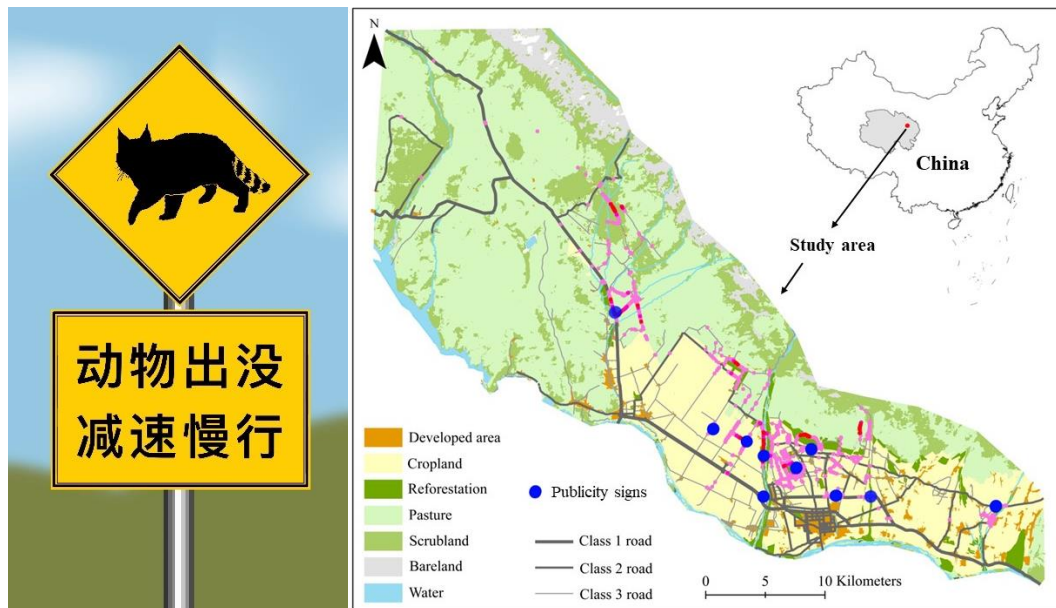 动物出没
减速慢行
N
China
Study area
Developed area
Cropland
Reforestation
Pasture
Scrubland
Bareland
Water
Publicity signs
Class 1 road
Class 2 road
Class 3 road
0 5 10 Kilometers